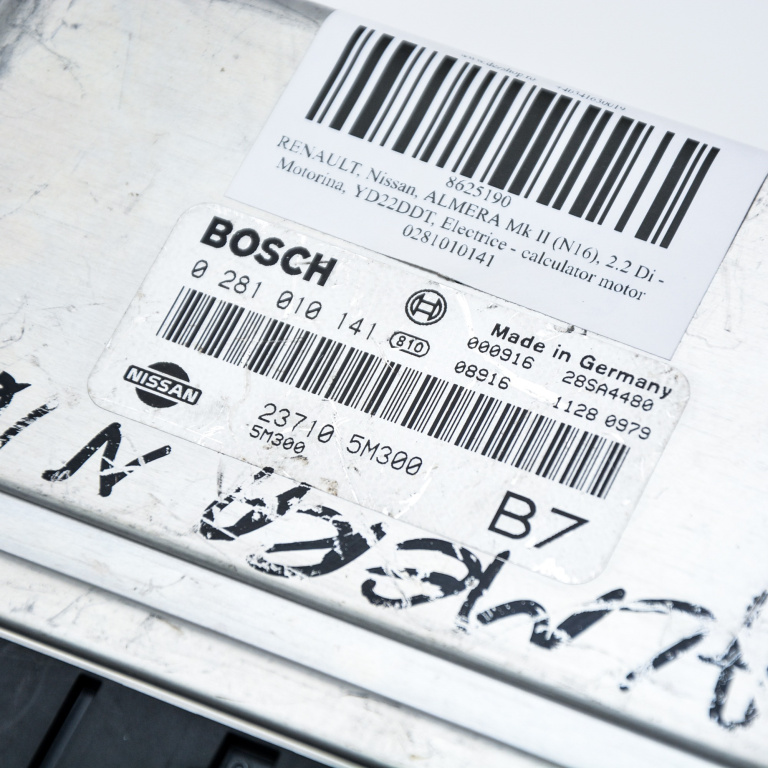 8625190
RENAULT, Nissan, ALMERA Mk II (N16), 2.2 Di -
Motorina, YD22DDT, Electrice - calculator motor
0281010141
BOSCH
0 281 010 141
810
Made in Germany
000916 28SA4480
08916 1128 0979
NISSAN
23710 5M300
5M300
B7